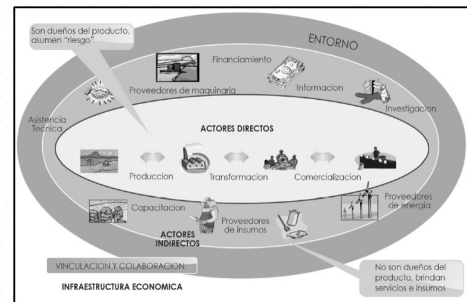 Son dueños del producto,
asumen "riesgo"
ENTORNO
Financiamiento
Proveedores de maquinaria
Informacion
Investigacion
Asistencia
Tecnica
ACTORES DIRECTOS
Produccion
Transformacion
Comercializacion
Capacitacion
Proveedores
de energia
ACTORES
INDIRECTOS
Proveedores
de insumos
VINCULACION Y COLABORACION
INFRAESTRUCTURA ECONOMICA
No son dueños del
producto, brindan
servicios e insumos